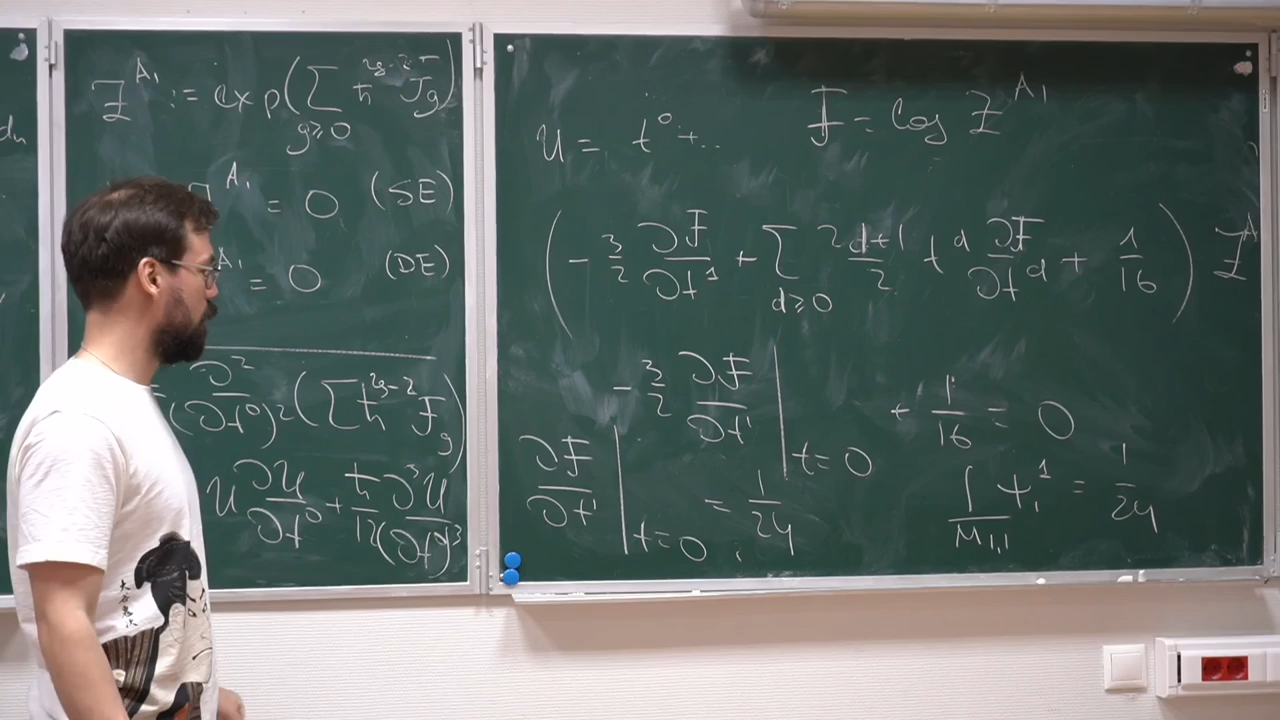 dn
Z^{A_1} := exp(∑_{g≥0} ħ^{2g-2} F_g)
^{A_1} = 0 (SE)
^{A_1} = 0 (DE)
∂²/(∂t⁰)² (∑ ħ^{2g-2} F_g)
u ∂u/∂t⁰ + ħ/12 ∂³u/(∂t⁰)³
u = t⁰ + ..
F = log Z^{A_1}
(- 3/2 ∂F/∂t¹ + ∑_{d≥0} (2d+1)/2 t^d ∂F/∂t^d + 1/16) Z^A
- 3/2 ∂F/∂t¹ |_{t=0} + 1/16 = 0
∂F/∂t¹ |_{t=0} = 1/24
∫_{M̅_{1,1}} ψ_1^1 = 1/24